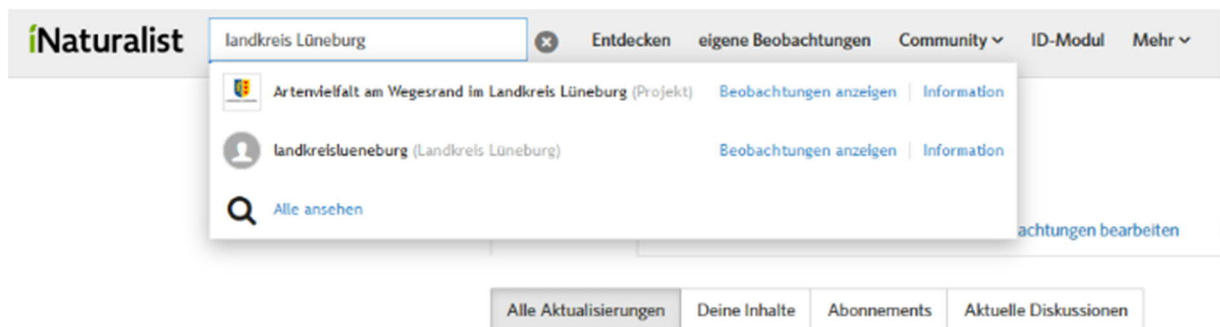 iNaturalist landkreis Lüneburg Entdecken eigene Beobachtungen Community ID-Modul Mehr
Artenvielfalt am Wegesrand im Landkreis Lüneburg (Projekt) Beobachtungen anzeigen Information
landkreislueneburg (Landkreis Lüneburg) Beobachtungen anzeigen Information
Alle ansehen
achtungen bearbeiten
Alle Aktualisierungen Deine Inhalte Abonnements Aktuelle Diskussionen